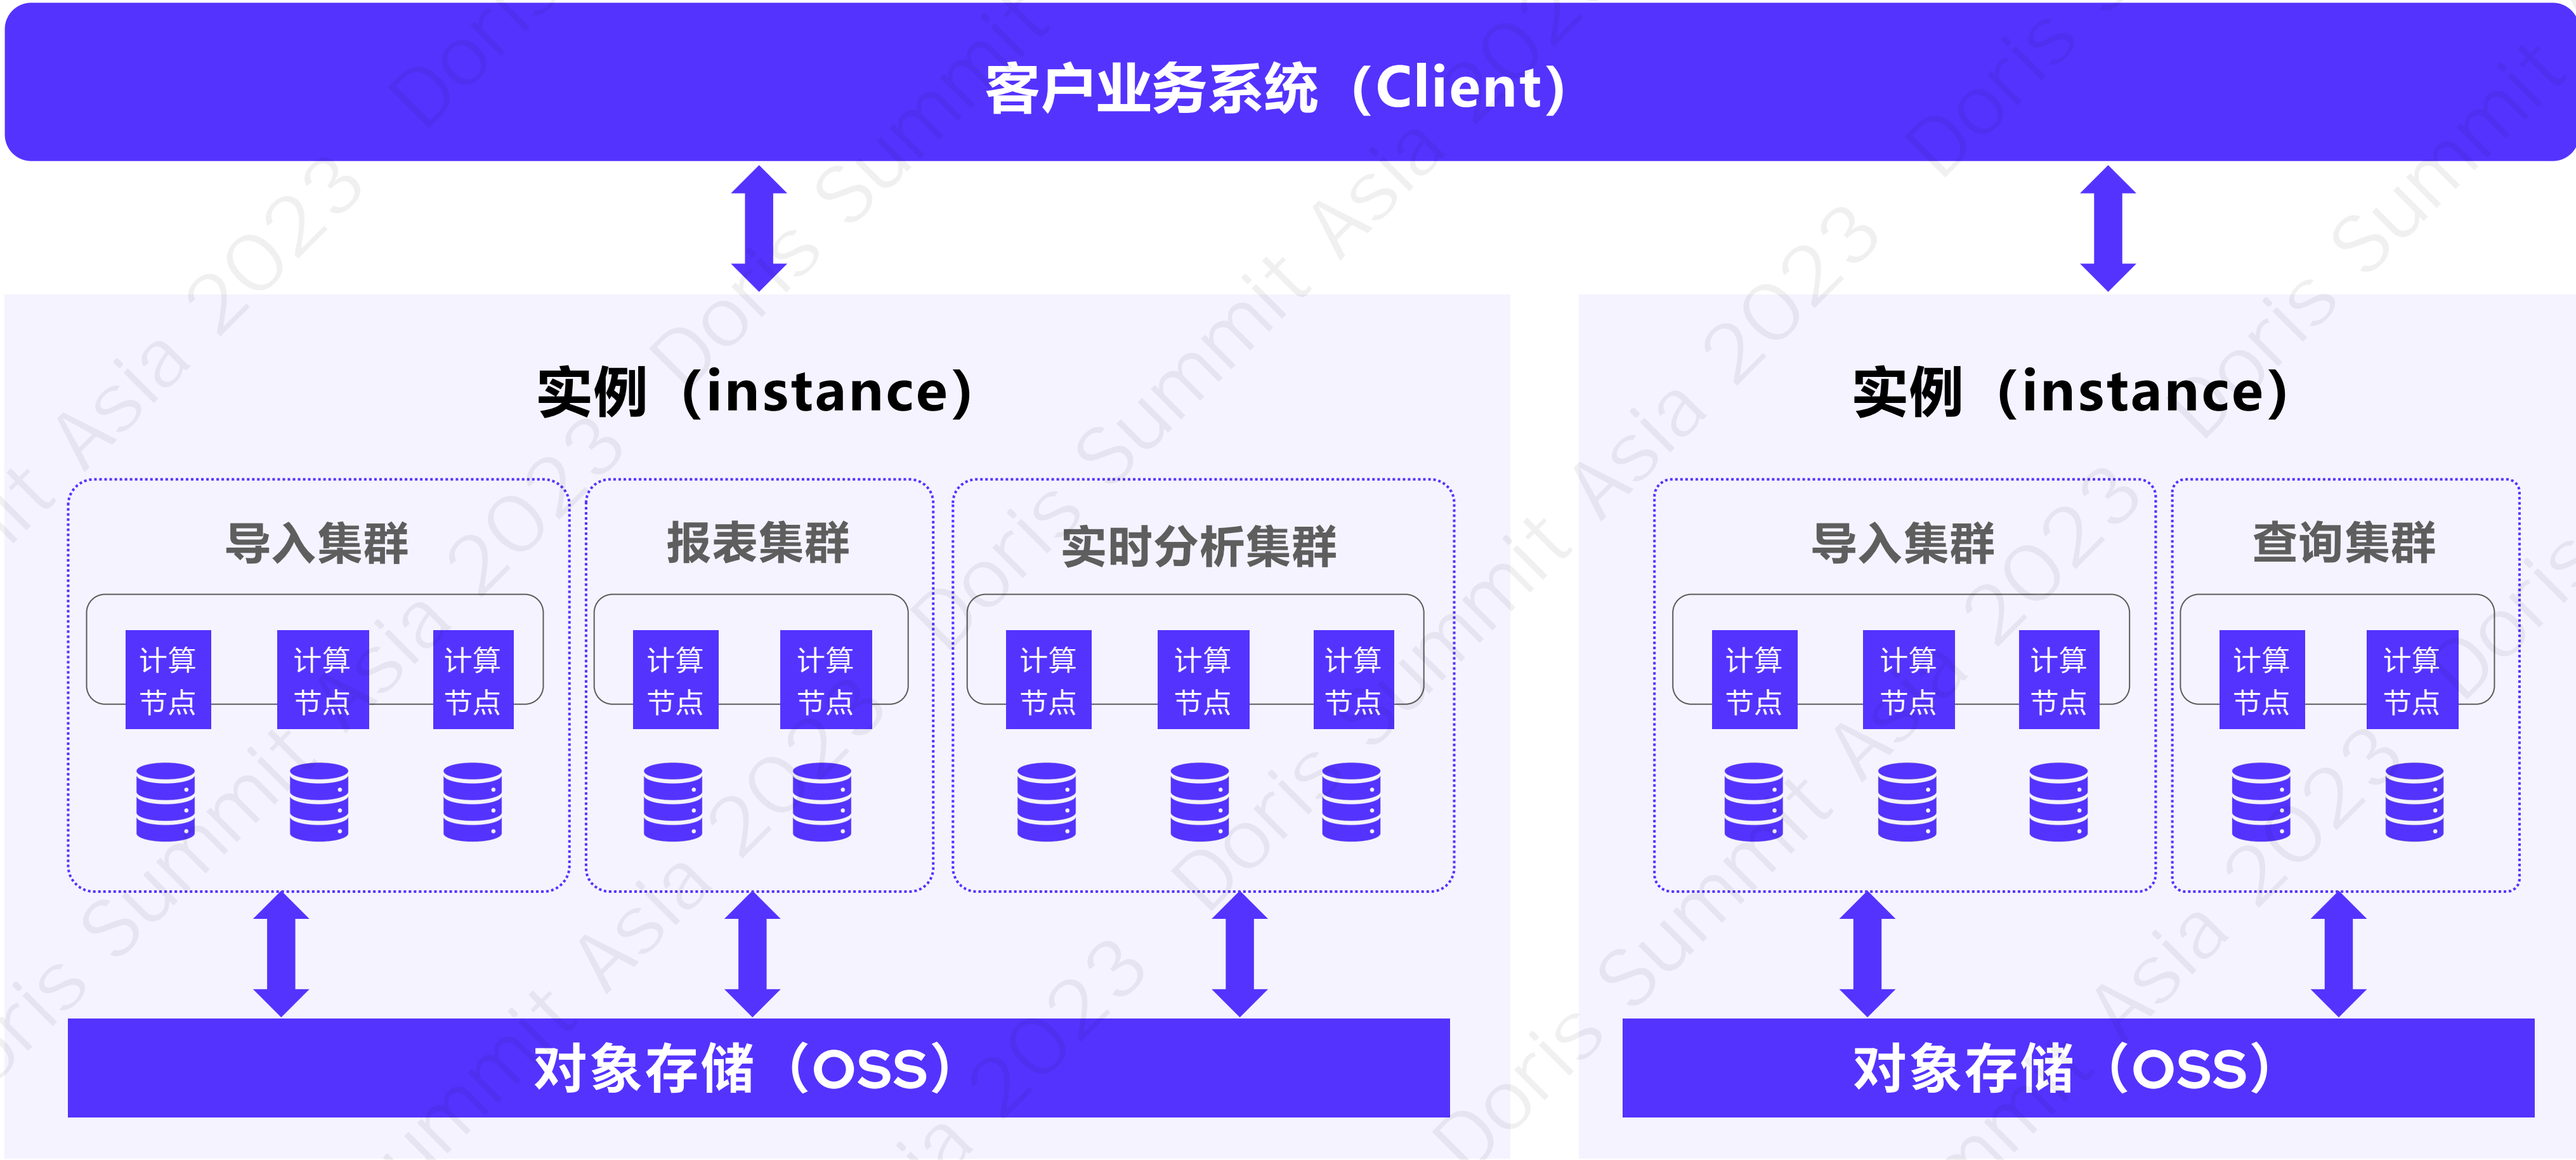 客户业务系统（Client）
实例（instance）
实例（instance）
导入集群
报表集群
实时分析集群
导入集群
查询集群
计算
节点
计算
节点
计算
节点
计算
节点
计算
节点
计算
节点
计算
节点
计算
节点
计算
节点
计算
节点
计算
节点
计算
节点
计算
节点
对象存储（OSS）
对象存储（OSS）
Doris Summit Asia 2023